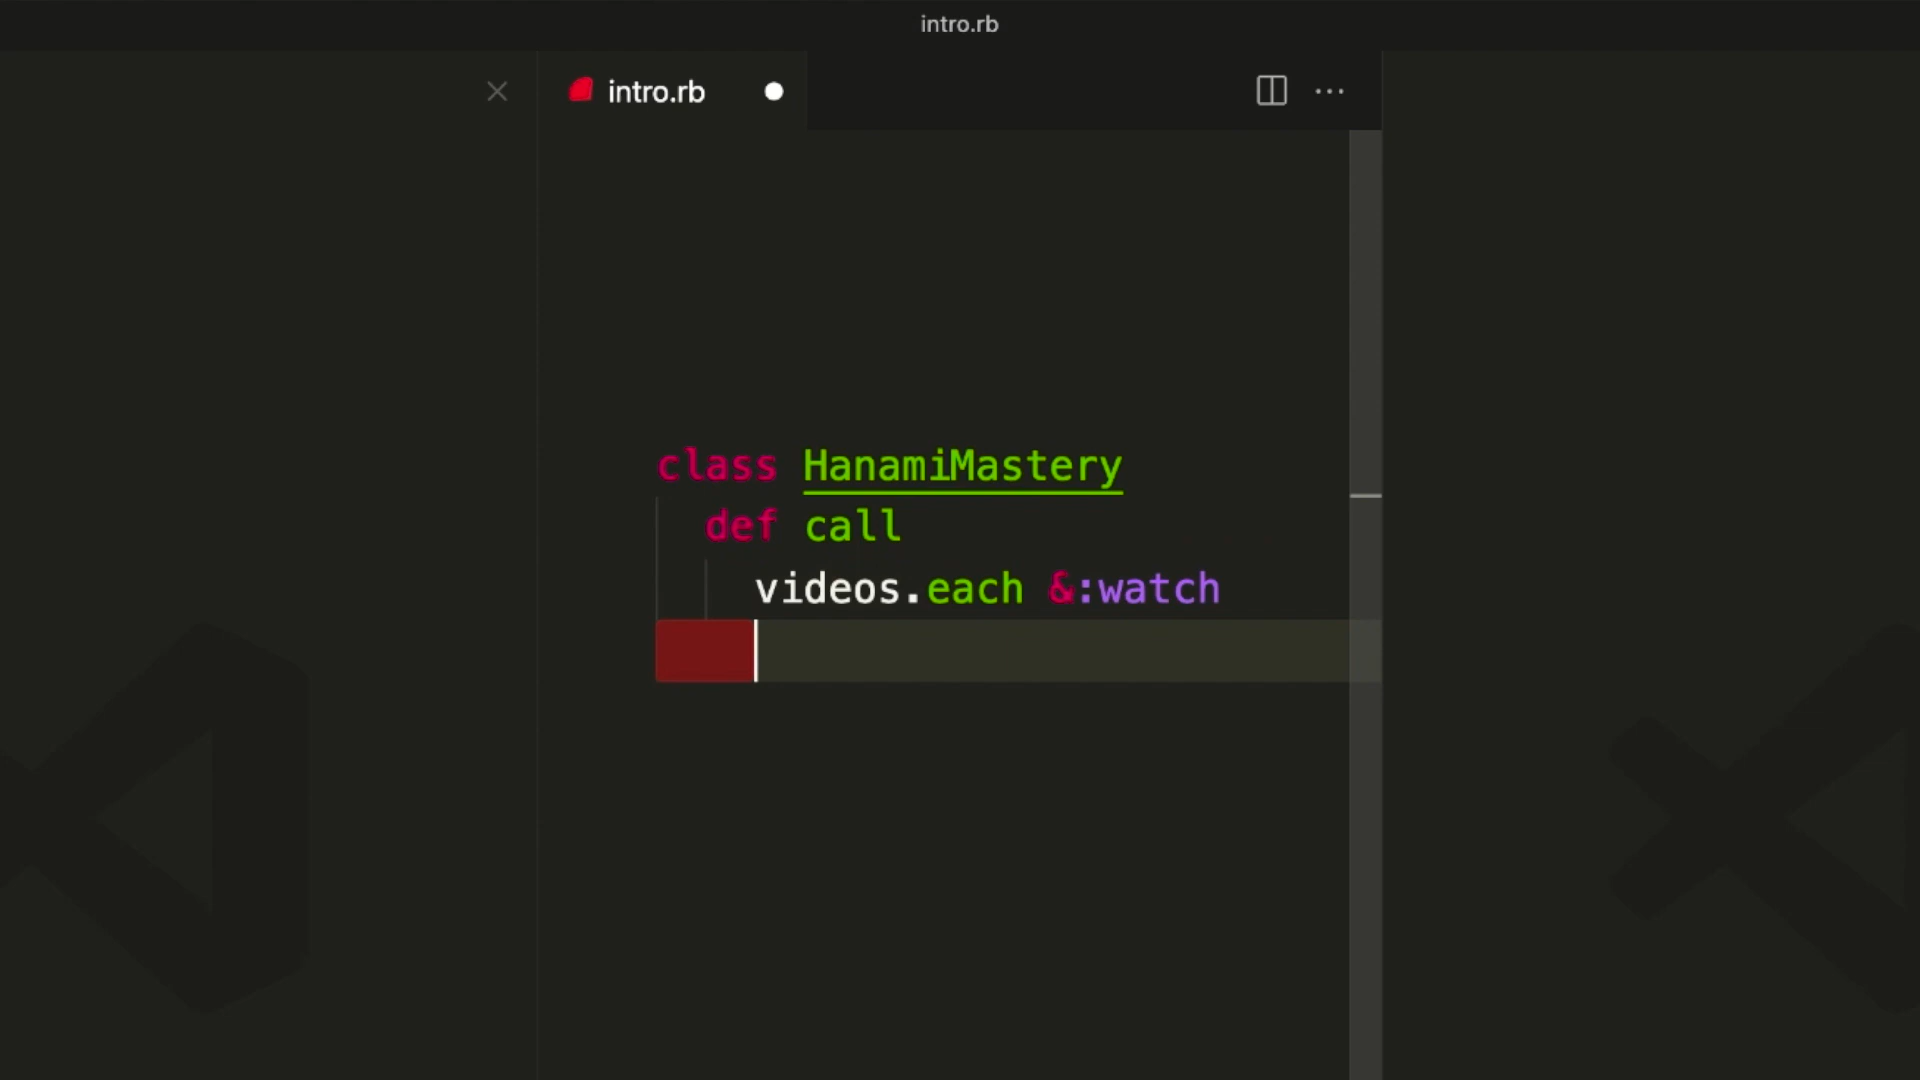 intro.rb
intro.rb
class HanamiMastery
def call
videos.each &:watch